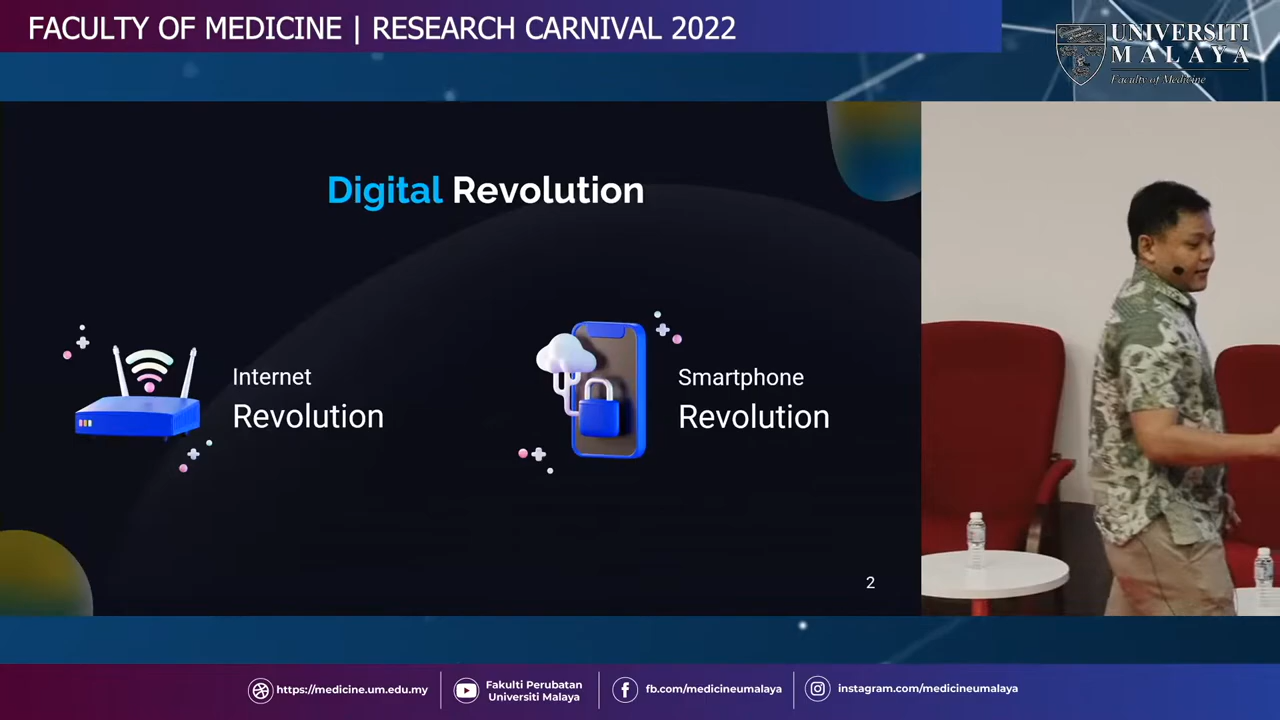 FACULTY OF MEDICINE | RESEARCH CARNIVAL 2022
UNIVERSITI
MALAYA
Faculty of Medicine
Digital Revolution
Internet
Revolution
Smartphone
Revolution
2
https://medicine.um.edu.my
Fakulti Perubatan
Universiti Malaya
fb.com/medicineumalaya
instagram.com/medicineumalaya